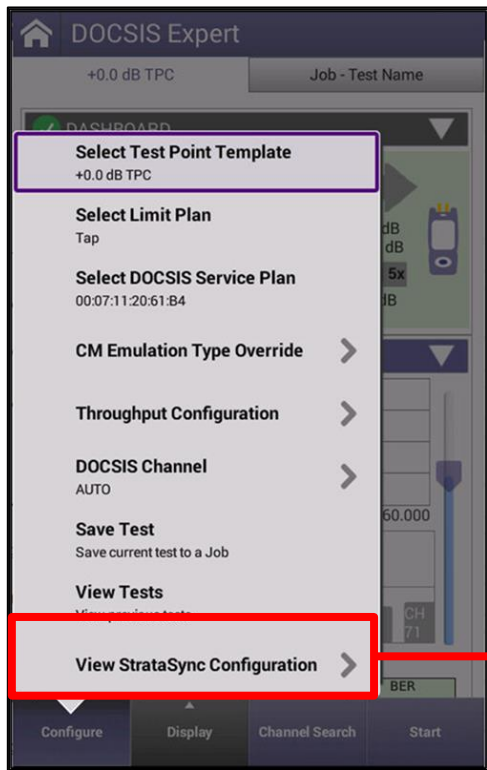 DOCSIS Expert
+0.0 dB TPC
Job - Test Name
DASHBOARD
Select Test Point Template
+0.0 dB TPC
Select Limit Plan
Tap
dB
dB
Select DOCSIS Service Plan
5x
00:07:11:20:61:B4
dB
CM Emulation Type Override
Throughput Configuration
DOCSIS Channel
AUTO
60.000
Save Test
Save current test to a Job
View Tests
View previous tests
CH
71
View StrataSync Configuration
BER
Configure
Display
Channel Search
Start